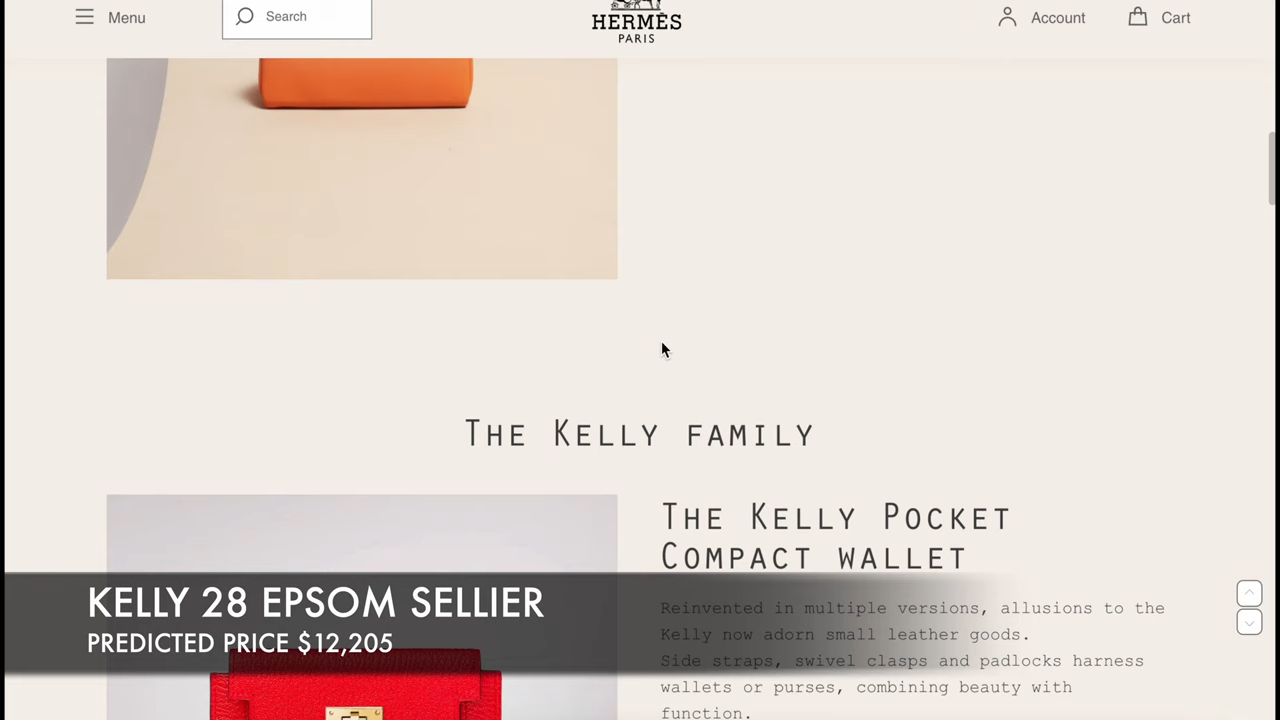 Menu
Search
HERMÈS
PARIS
Account
Cart
The Kelly family
The Kelly Pocket
Compact wallet
Reinvented in multiple versions, allusions to the
Kelly now adorn small leather goods.
Side straps, swivel clasps and padlocks harness
wallets or purses, combining beauty with
function.
KELLY 28 EPSOM SELLIER
PREDICTED PRICE $12,205